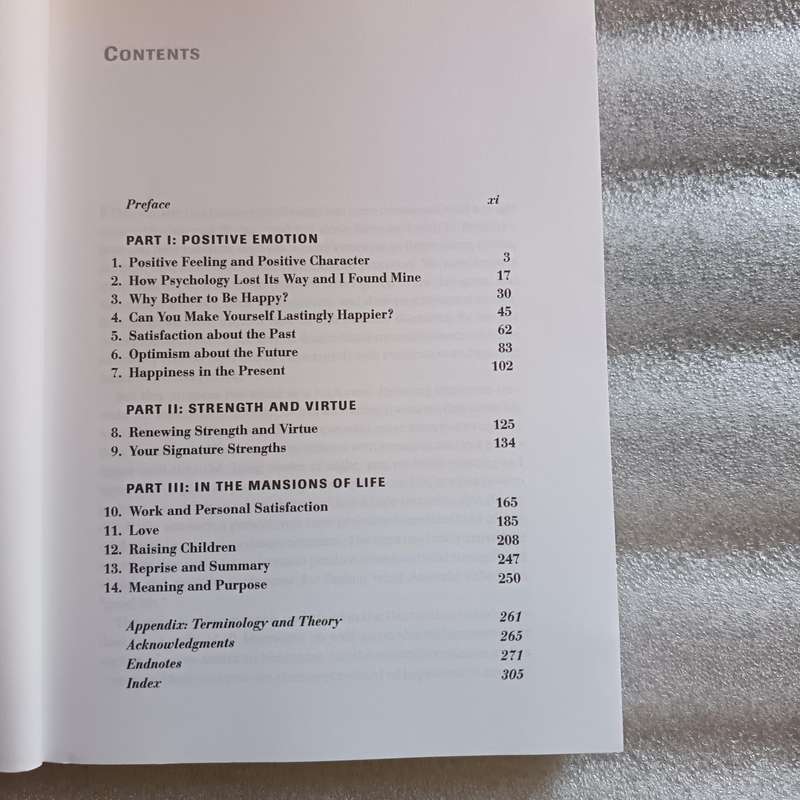 CONTENTS
Preface xi
PART I: POSITIVE EMOTION
1. Positive Feeling and Positive Character 3
2. How Psychology Lost Its Way and I Found Mine 17
3. Why Bother to Be Happy? 30
4. Can You Make Yourself Lastingly Happier? 45
5. Satisfaction about the Past 62
6. Optimism about the Future 83
7. Happiness in the Present 102
PART II: STRENGTH AND VIRTUE
8. Renewing Strength and Virtue 125
9. Your Signature Strengths 134
PART III: IN THE MANSIONS OF LIFE
10. Work and Personal Satisfaction 165
11. Love 185
12. Raising Children 208
13. Reprise and Summary 247
14. Meaning and Purpose 250
Appendix: Terminology and Theory 261
Acknowledgments 265
Endnotes 271
Index 305